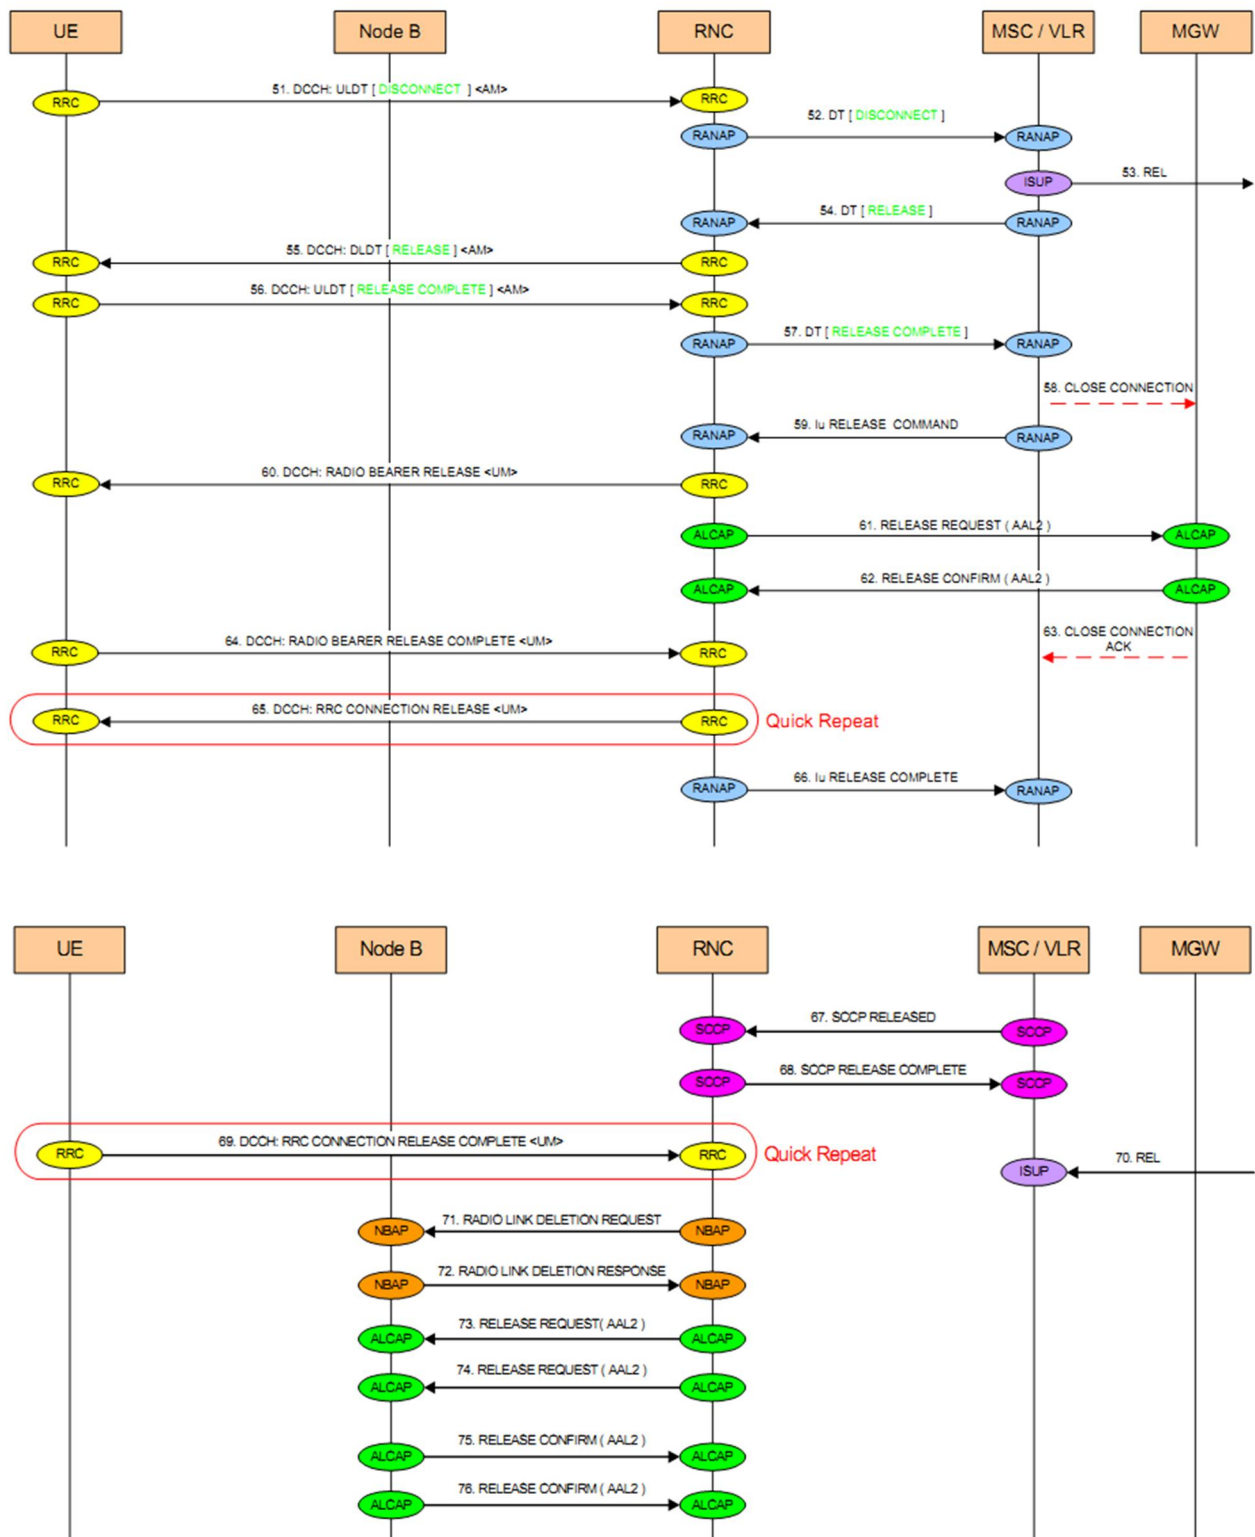 UE Node B RNC MSC / VLR MGW
51. DCCH: ULDT [ DISCONNECT ] <AM>
RRC RRC
52. DT [ DISCONNECT ]
RANAP RANAP
53. REL
ISUP
54. DT [ RELEASE ]
RANAP RANAP
55. DCCH: DLDT [ RELEASE ] <AM>
RRC RRC
56. DCCH: ULDT [ RELEASE COMPLETE ] <AM>
RRC RRC
57. DT [ RELEASE COMPLETE ]
RANAP RANAP
58. CLOSE CONNECTION
59. Iu RELEASE COMMAND
RANAP RANAP
60. DCCH: RADIO BEARER RELEASE <UM>
RRC RRC
61. RELEASE REQUEST ( AAL2 )
ALCAP ALCAP
62. RELEASE CONFIRM ( AAL2 )
ALCAP ALCAP
63. CLOSE CONNECTION
ACK
64. DCCH: RADIO BEARER RELEASE COMPLETE <UM>
RRC RRC
65. DCCH: RRC CONNECTION RELEASE <UM>
RRC RRC Quick Repeat
66. Iu RELEASE COMPLETE
RANAP RANAP
UE Node B RNC MSC / VLR MGW
67. SCCP RELEASED
SCCP SCCP
68. SCCP RELEASE COMPLETE
SCCP SCCP
69. DCCH: RRC CONNECTION RELEASE COMPLETE <UM>
RRC RRC Quick Repeat
70. REL
ISUP
71. RADIO LINK DELETION REQUEST
NBAP NBAP
72. RADIO LINK DELETION RESPONSE
NBAP NBAP
73. RELEASE REQUEST( AAL2 )
ALCAP ALCAP
74. RELEASE REQUEST ( AAL2 )
ALCAP ALCAP
75. RELEASE CONFIRM ( AAL2 )
ALCAP ALCAP
76. RELEASE CONFIRM ( AAL2 )
ALCAP ALCAP